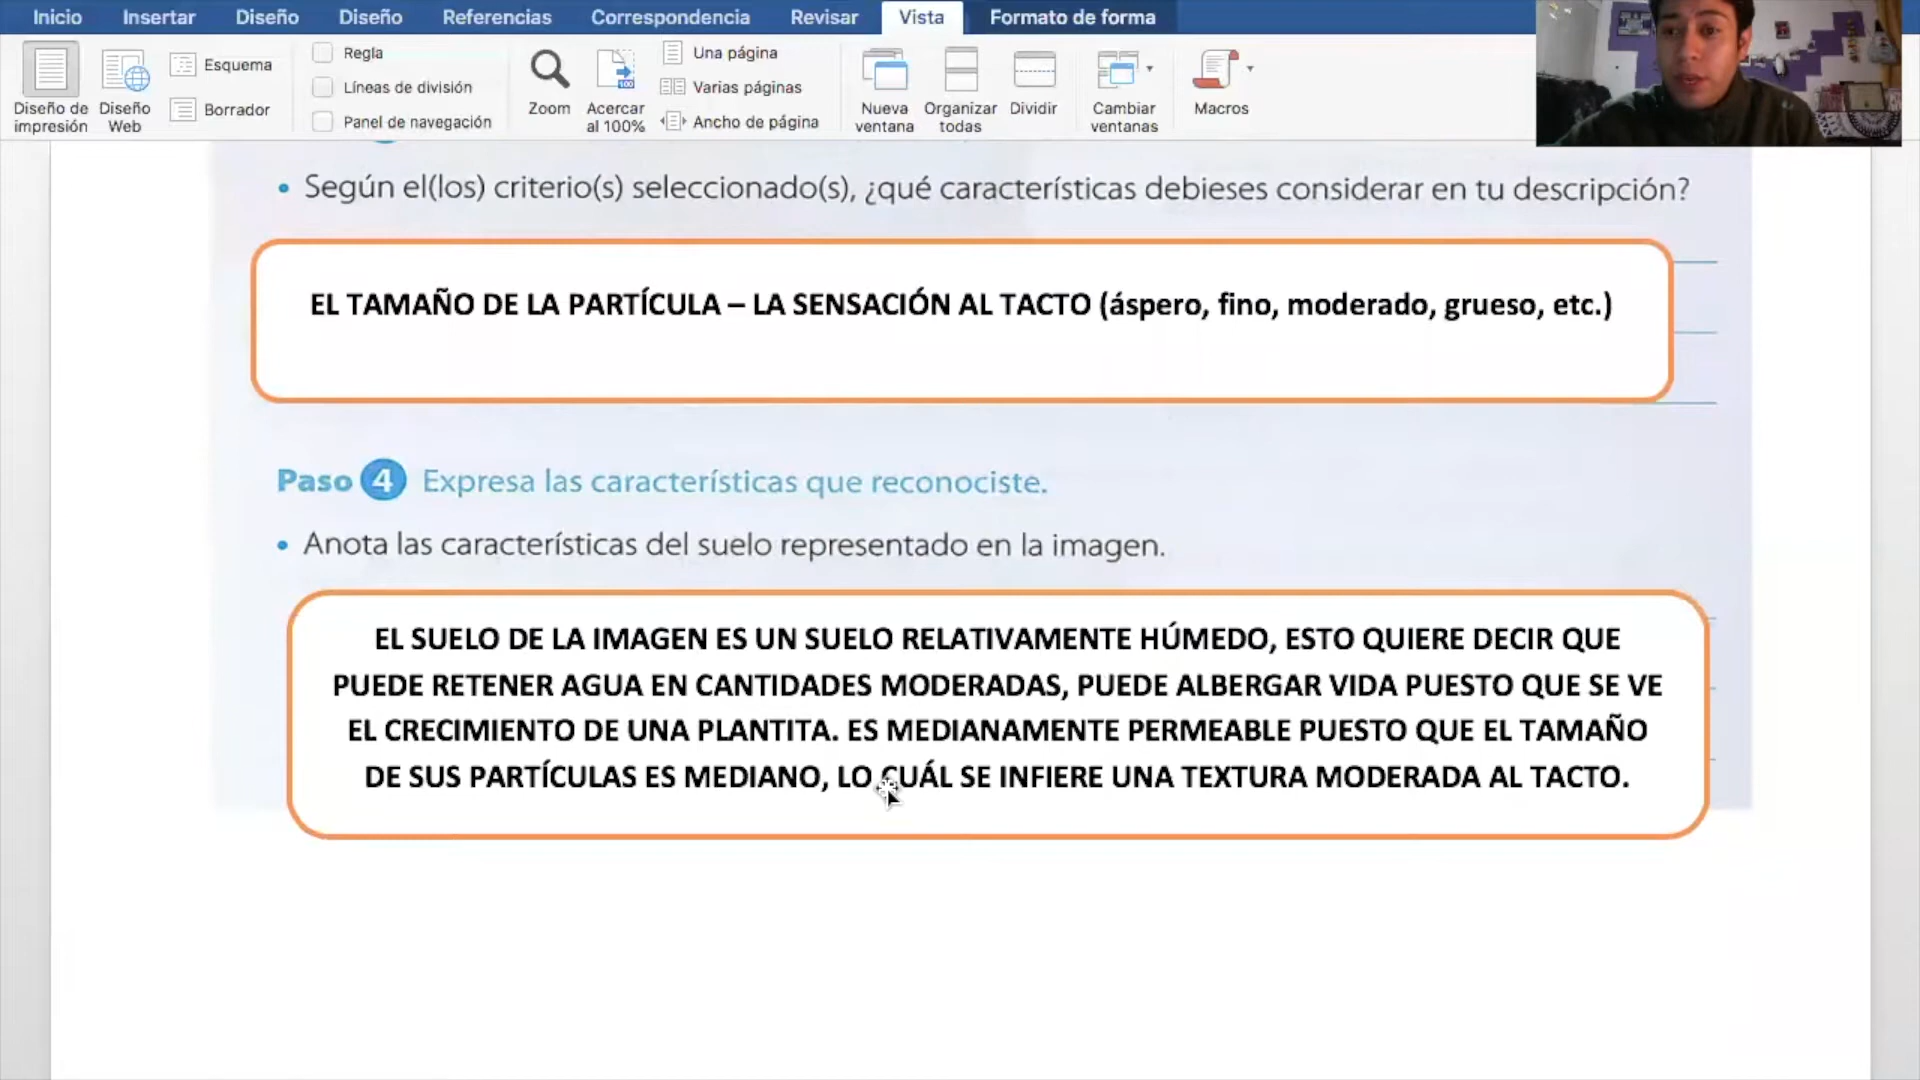 Inicio Insertar Diseño Diseño Referencias Correspondencia Revisar Vista Formato de forma
Diseño de impresión
Diseño Web
Esquema
Borrador
Regla
Líneas de división
Panel de navegación
Zoom
Acercar al 100%
Una página
Varias páginas
Ancho de página
Nueva ventana
Organizar todas
Dividir
Cambiar ventanas
Macros
• Según el(los) criterio(s) seleccionado(s), ¿qué características debieses considerar en tu descripción?
EL TAMAÑO DE LA PARTÍCULA – LA SENSACIÓN AL TACTO (áspero, fino, moderado, grueso, etc.)
Paso 4 Expresa las características que reconociste.
• Anota las características del suelo representado en la imagen.
EL SUELO DE LA IMAGEN ES UN SUELO RELATIVAMENTE HÚMEDO, ESTO QUIERE DECIR QUE
PUEDE RETENER AGUA EN CANTIDADES MODERADAS, PUEDE ALBERGAR VIDA PUESTO QUE SE VE
EL CRECIMIENTO DE UNA PLANTITA. ES MEDIANAMENTE PERMEABLE PUESTO QUE EL TAMAÑO
DE SUS PARTÍCULAS ES MEDIANO, LO CUÁL SE INFIERE UNA TEXTURA MODERADA AL TACTO.